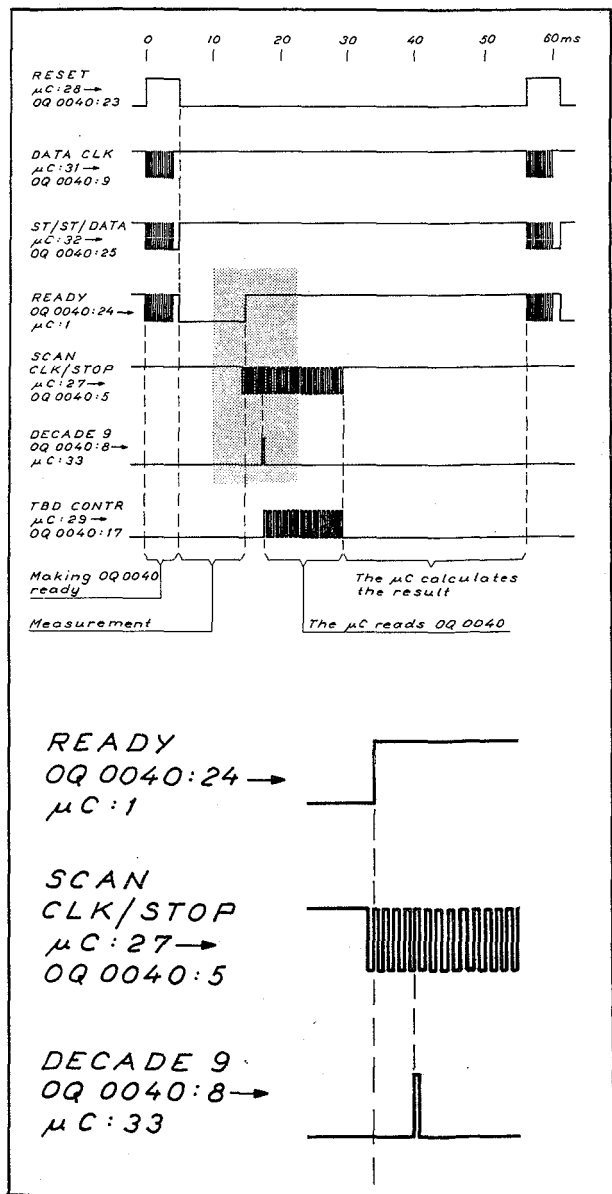 0 10 20 30 40 50 60 ms
RESET
μC:28→
OQ 0040:23
DATA CLK
μC:31→
OQ 0040:9
ST/ST/DATA
μC:32→
OQ 0040:25
READY
OQ 0040:24→
μC:1
SCAN
CLK/STOP
μC:27→
OQ 0040:5
DECADE 9
OQ 0040:8→
μC:33
TBD CONTR
μC:29→
OQ 0040:17
Making OQ 0040
ready
The μC calculates
the result
Measurement
The μC reads OQ 0040
READY
OQ 0040:24→
μC:1
SCAN
CLK/STOP
μC:27→
OQ 0040:5
DECADE 9
OQ 0040:8→
μC:33